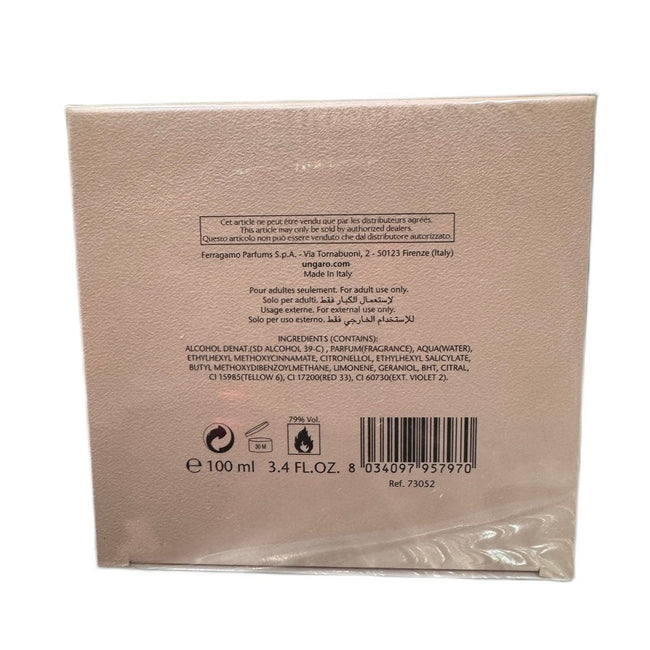 Cet article ne peut être vendu que par les distributeurs agréés.
This article may only be sold by authorized dealers.
Questo articolo non può essere venduto che dal distributore autorizzato.
Ferragamo Parfums S.p.A. - Via Tornabuoni, 2 - 50123 Firenze (Italy)
ungaro.com
Made In Italy
Pour adultes seulement. For adult use only.
Solo per adulti. لإستعمال الكبار فقط
Usage externe. For external use only.
Solo per uso esterno. للإستخدام الخارجي فقط
INGREDIENTS (CONTAINS):
ALCOHOL DENAT.(SD ALCOHOL 39-C) , PARFUM(FRAGRANCE), AQUA(WATER),
ETHYLHEXYL METHOXYCINNAMATE, CITRONELLOL, ETHYLHEXYL SALICYLATE,
BUTYL METHOXYDIBENZOYLMETHANE, LIMONENE, GERANIOL, BHT, CITRAL,
CI 15985(TELLOW 6), CI 17200(RED 33), CI 60730(EXT. VIOLET 2).
79% Vol.
30 M
℮ 100 ml 3.4 FL.OZ. 8 034097 957970
Ref. 73052